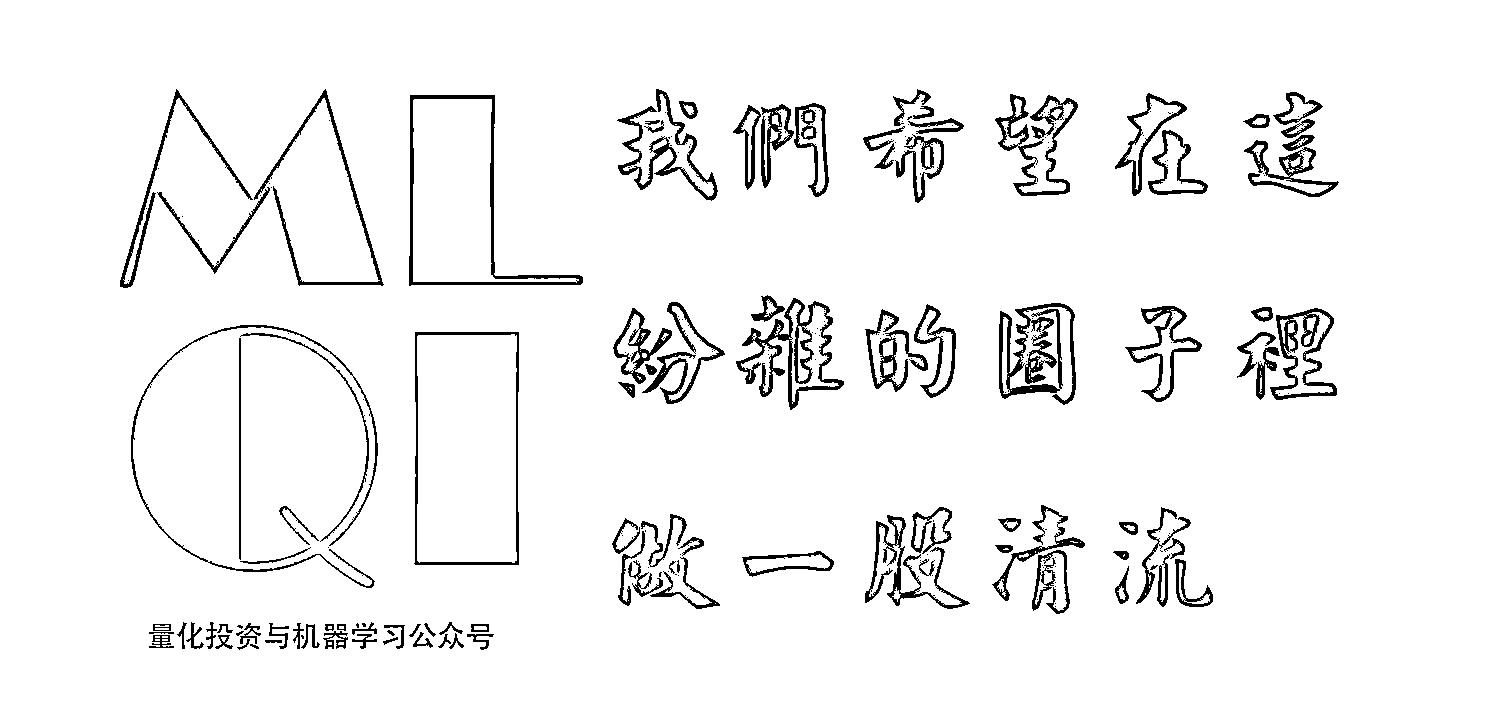 ML
QI
量化投资与机器学习公众号
我們希望在這
紛雜的圈子裡
做一股清流